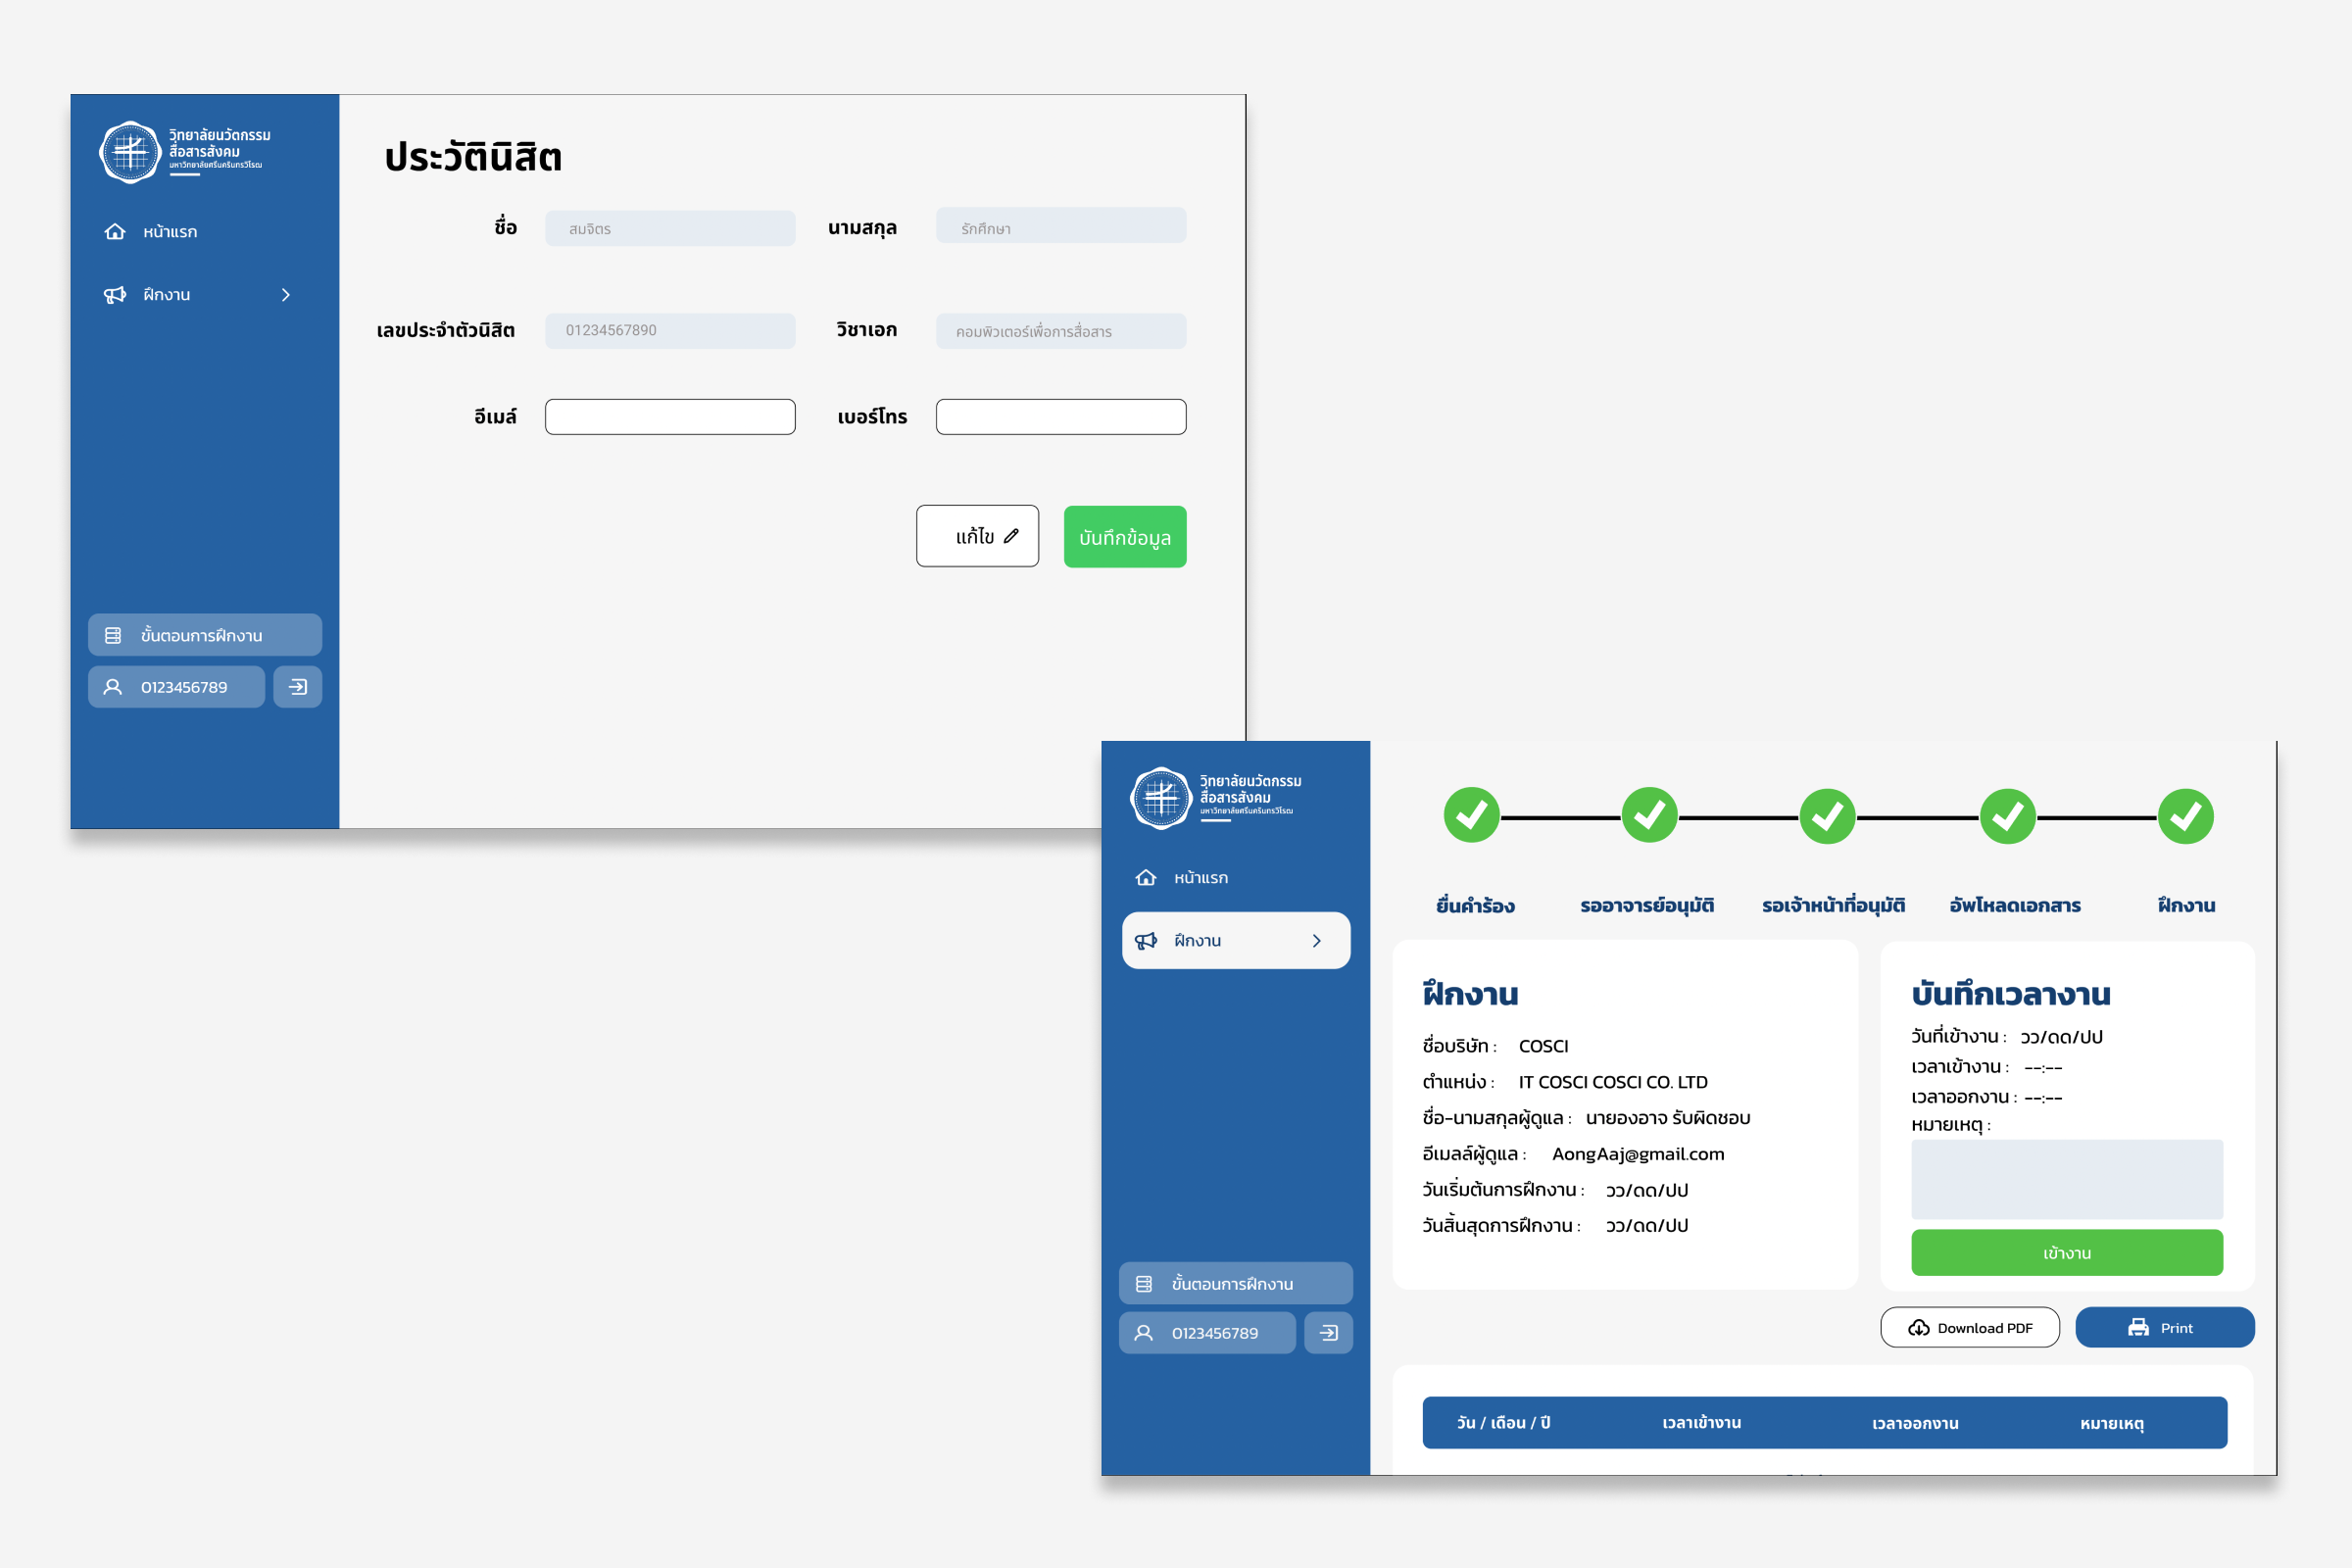 วิทยาลัยนวัตกรรม
สื่อสารสังคม
มหาวิทยาลัยศรีนครินทรวิโรฒ
หน้าแรก
ฝึกงาน
ขั้นตอนการฝึกงาน
0123456789
ประวัตินิสิต
ชื่อ สมจิตร นามสกุล รักศึกษา
เลขประจำตัวนิสิต 01234567890 วิชาเอก คอมพิวเตอร์เพื่อการสื่อสาร
อีเมล์ เบอร์โทร
แก้ไข บันทึกข้อมูล
วิทยาลัยนวัตกรรม
สื่อสารสังคม
มหาวิทยาลัยศรีนครินทรวิโรฒ
หน้าแรก
ฝึกงาน
ขั้นตอนการฝึกงาน
0123456789
ยื่นคำร้อง รออาจารย์อนุมัติ รอเจ้าหน้าที่อนุมัติ อัพโหลดเอกสาร ฝึกงาน
ฝึกงาน
ชื่อบริษัท : COSCI
ตำแหน่ง : IT COSCI COSCI CO. LTD
ชื่อ-นามสกุลผู้ดูแล : นายองอาจ รับผิดชอบ
อีเมลล์ผู้ดูแล : AongAaj@gmail.com
วันเริ่มต้นการฝึกงาน : วว/ดด/ปป
วันสิ้นสุดการฝึกงาน : วว/ดด/ปป
บันทึกเวลางาน
วันที่เข้างาน : วว/ดด/ปป
เวลาเข้างาน : --:--
เวลาออกงาน : --:--
หมายเหตุ :
เข้างาน
Download PDF Print
วัน / เดือน / ปี เวลาเข้างาน เวลาออกงาน หมายเหตุ